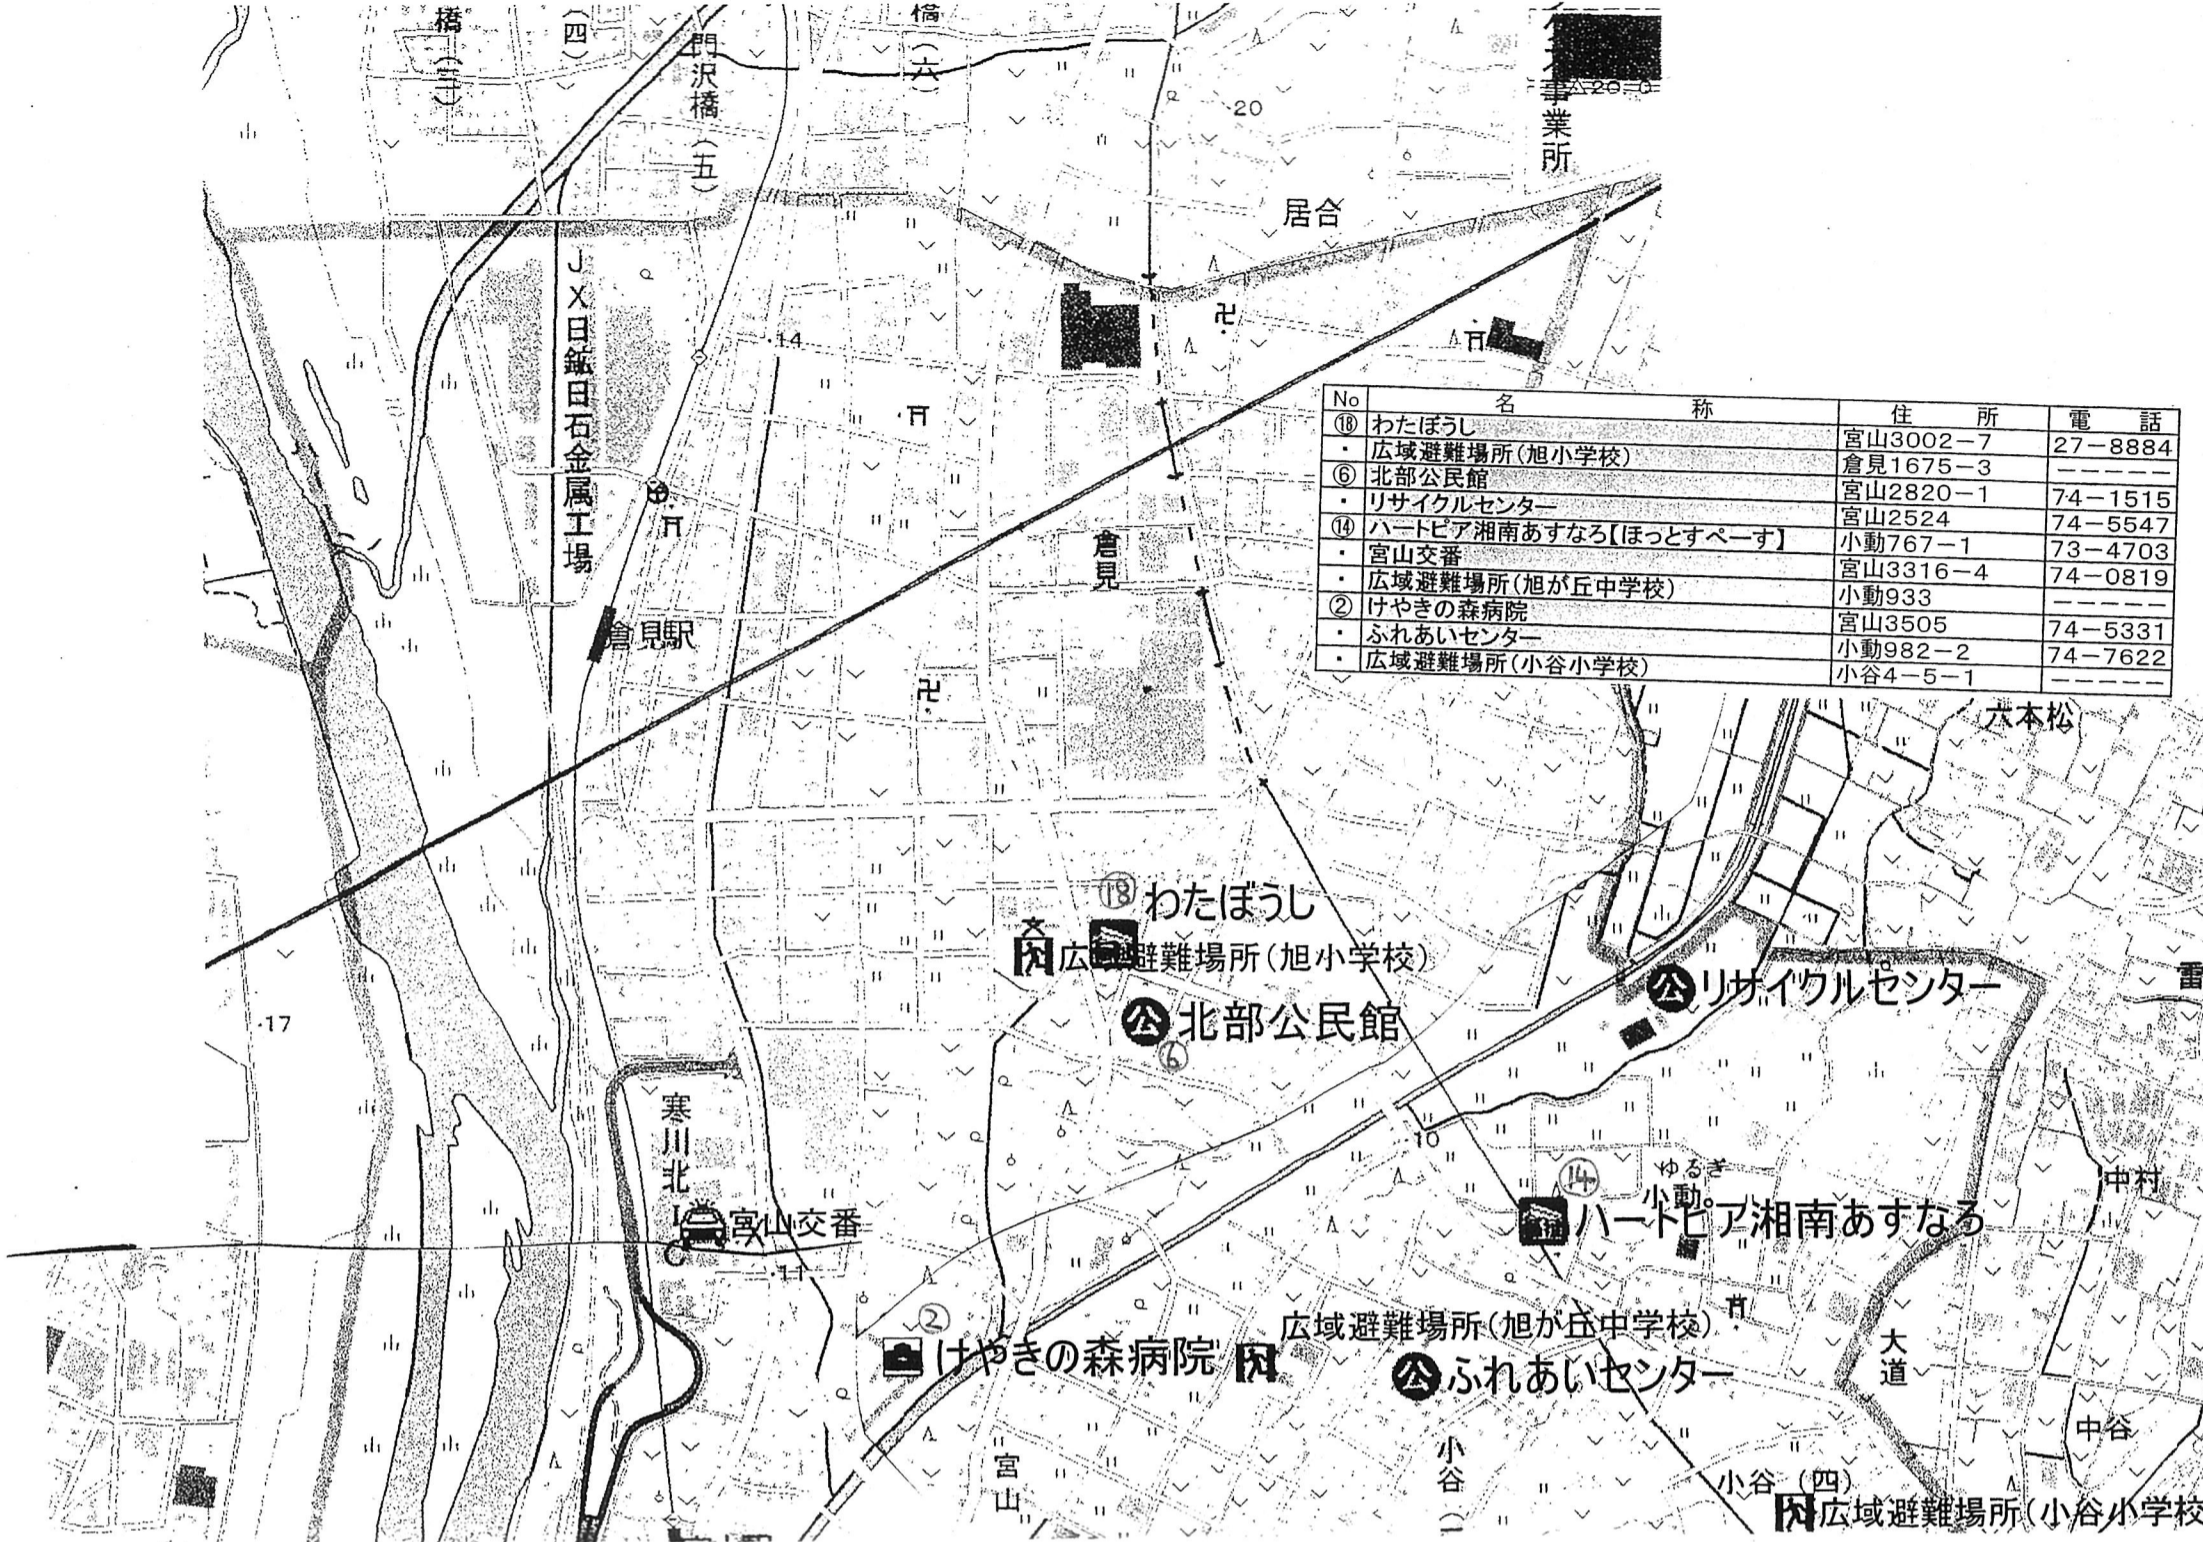 橋(三)
(四)
門沢橋(五)
橋(六)
事業所
△20.0
・20
居合
JX日鉱日石金属工場
・14
倉見
倉見駅
No 名称 住所 電話
⑱ わたぼうし 宮山3002-7 27-8884
・ 広域避難場所(旭小学校) 倉見1675-3 -----
⑥ 北部公民館 宮山2820-1 74-1515
・ リサイクルセンター 宮山2524 74-5547
⑭ ハートピア湘南あすなろ【ほっとすぺーす】 小動767-1 73-4703
・ 宮山交番 宮山3316-4 74-0819
・ 広域避難場所(旭が丘中学校) 小動933 -----
② けやきの森病院 宮山3505 74-5331
・ ふれあいセンター 小動982-2 74-7622
・ 広域避難場所(小谷小学校) 小谷4-5-1 -----
六本松
⑱ わたぼうし
文
広域避難場所(旭小学校)
公 リサイクルセンター
雷
・17
公 北部公民館
⑥
寒川北IC
・10
⑭
ゆるぎ
小動
中村
宮山交番
ハートピア湘南あすなろ
・11
②
広域避難場所(旭が丘中学校)
けやきの森病院
公 ふれあいセンター
大道
中谷
宮山
小谷(
小谷(四)
広域避難場所(小谷小学校